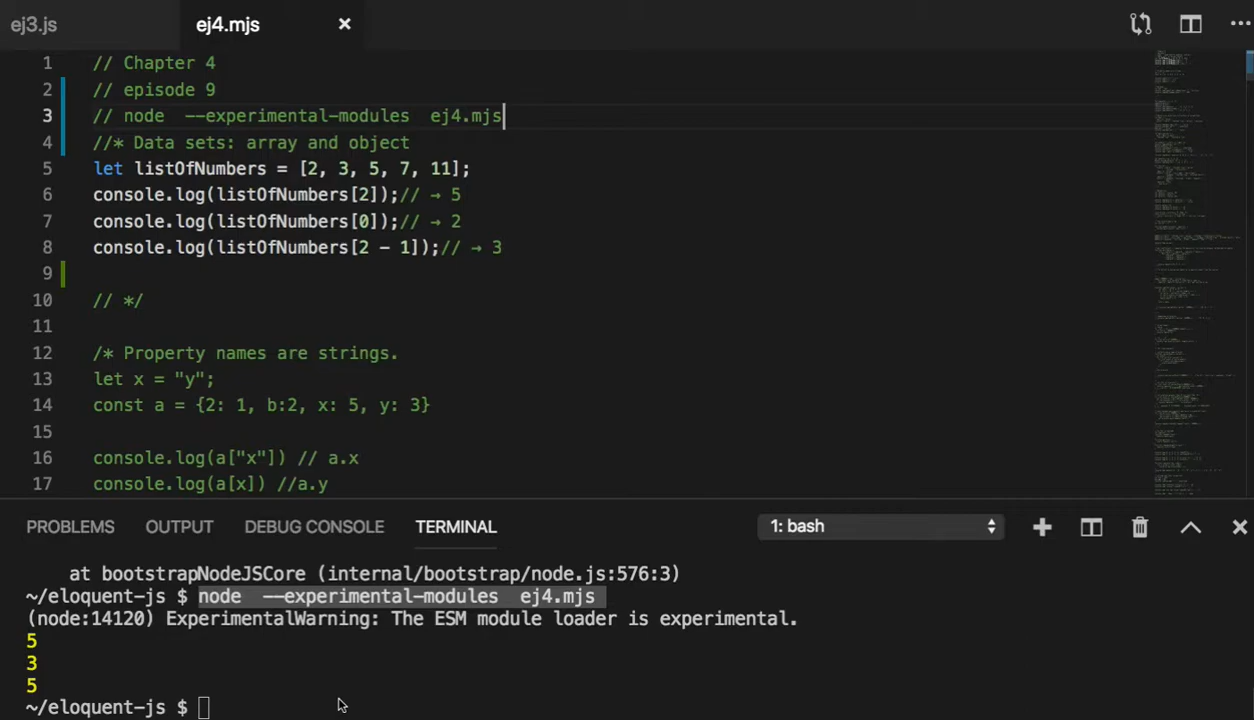 ej3.js
ej4.mjs
1 // Chapter 4
2 // episode 9
3 // node  --experimental-modules  ej4.mjs
4 //* Data sets: array and object
5 let listOfNumbers = [2, 3, 5, 7, 11];
6 console.log(listOfNumbers[2]);// → 5
7 console.log(listOfNumbers[0]);// → 2
8 console.log(listOfNumbers[2 - 1]);// → 3
9
10 // */
11
12 /* Property names are strings.
13 let x = "y";
14 const a = {2: 1, b:2, x: 5, y: 3}
15
16 console.log(a["x"]) // a.x
17 console.log(a[x]) //a.y
PROBLEMS OUTPUT DEBUG CONSOLE TERMINAL 1: bash
at bootstrapNodeJSCore (internal/bootstrap/node.js:576:3)
~/eloquent-js $ node  --experimental-modules  ej4.mjs
(node:14120) ExperimentalWarning: The ESM module loader is experimental.
5
3
5
~/eloquent-js $